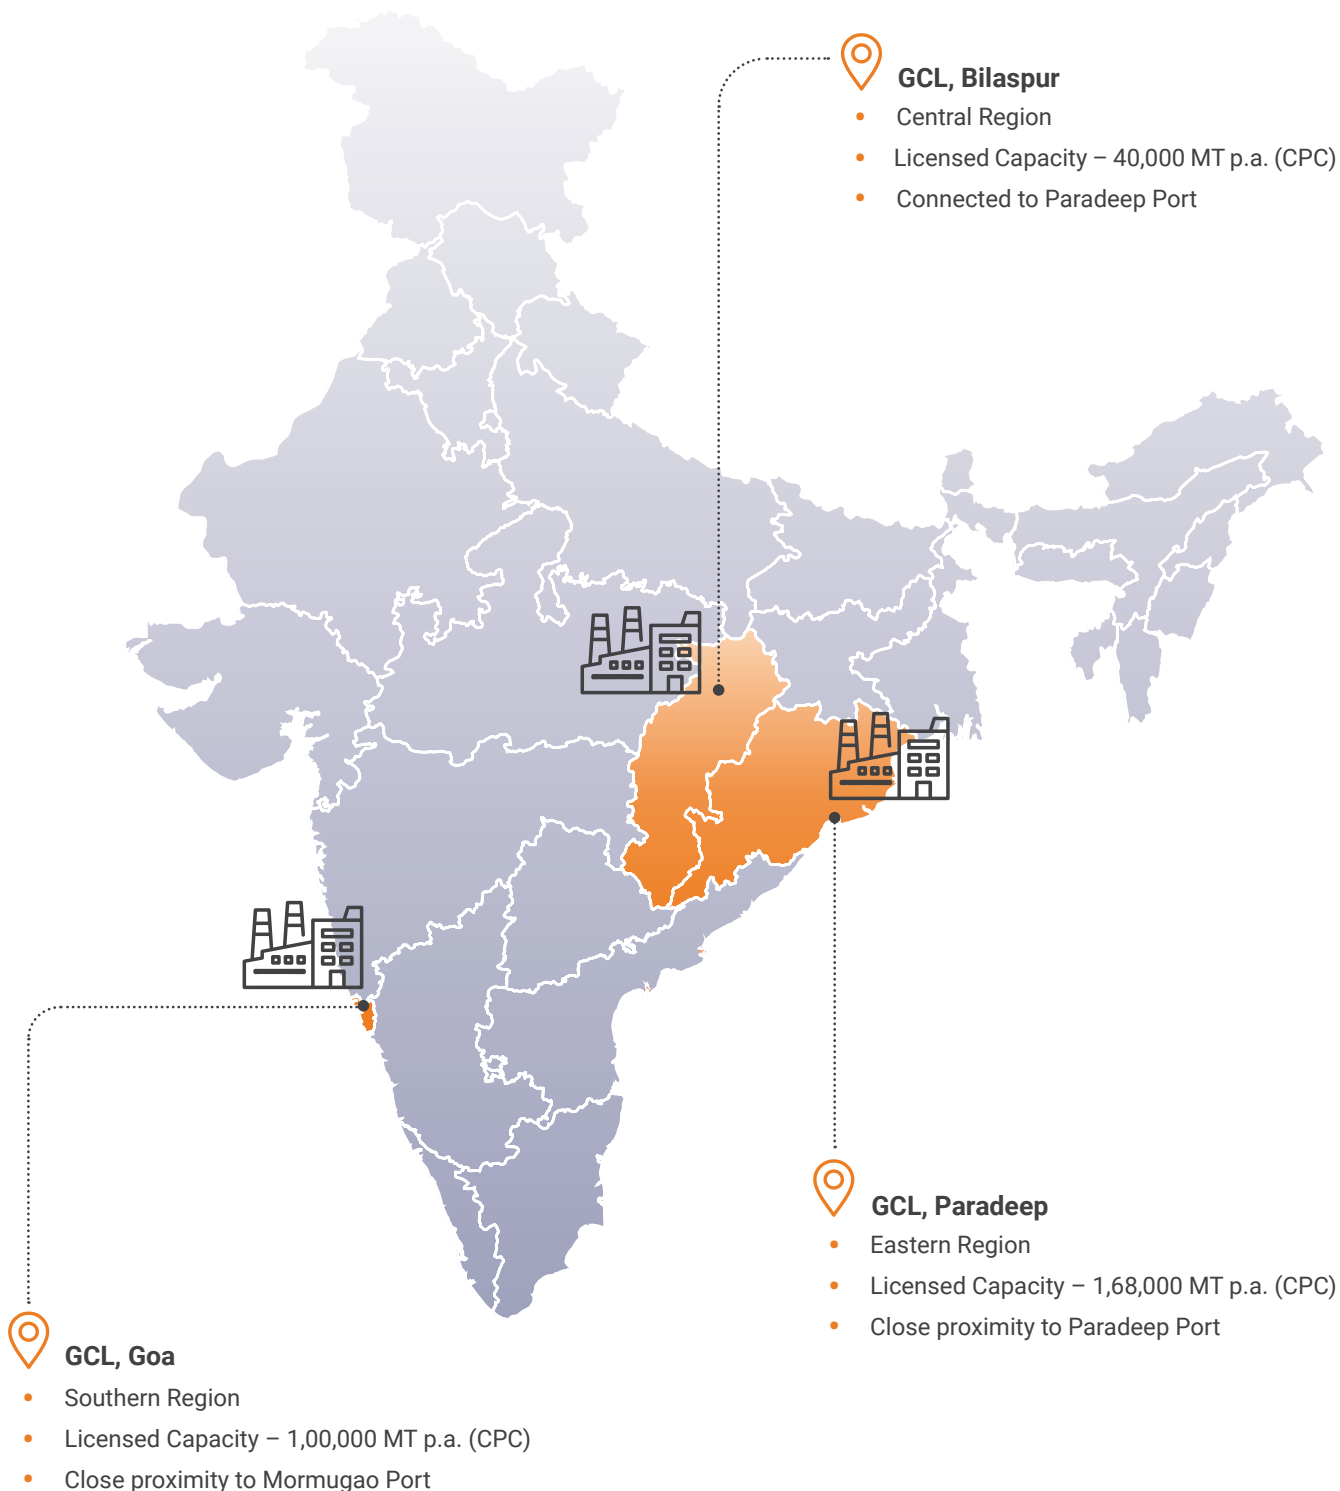 GCL, Bilaspur
• Central Region
• Licensed Capacity – 40,000 MT p.a. (CPC)
• Connected to Paradeep Port
GCL, Paradeep
• Eastern Region
• Licensed Capacity – 1,68,000 MT p.a. (CPC)
• Close proximity to Paradeep Port
GCL, Goa
• Southern Region
• Licensed Capacity – 1,00,000 MT p.a. (CPC)
• Close proximity to Mormugao Port